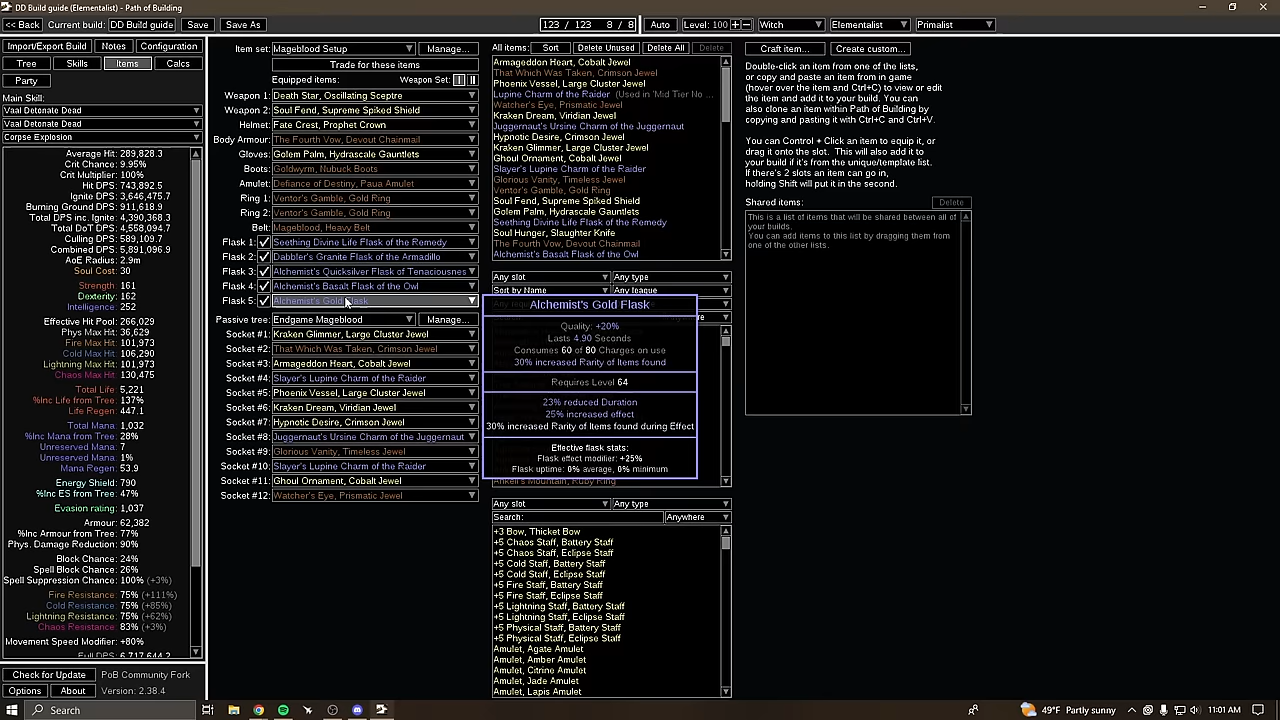 DD Build guide (Elementalist) - Path of Building
<< Back
Current build:
DD Build guide
Save
Save As
123 / 123 8 / 8
Auto
Level: 100
+
Witch
Elementalist
Primalist
Import/Export Build
Notes
Configuration
Tree
Skills
Items
Calcs
Party
Main Skill:
Vaal Detonate Dead
Vaal Detonate Dead
Corpse Explosion
Average Hit: 289,828.3
Crit Chance: 9.95%
Crit Multiplier: 100%
Hit DPS: 743,892.5
Ignite DPS: 3,646,475.7
Burning Ground DPS: 911,618.9
Total DPS inc. Ignite: 4,390,368.3
Total DoT DPS: 4,558,094.7
Culling DPS: 589,109.7
Combined DPS: 5,891,096.9
AoE Radius: 2.9m
Soul Cost: 30
Strength: 161
Dexterity: 162
Intelligence: 252
Effective Hit Pool: 266,029
Phys Max Hit: 36,629
Fire Max Hit: 101,973
Cold Max Hit: 106,290
Lightning Max Hit: 101,973
Chaos Max Hit: 130,475
Total Life: 5,221
%Inc Life from Tree: 137%
Life Regen: 447.1
Total Mana: 1,032
%Inc Mana from Tree: 28%
Unreserved Mana: 7
Unreserved Mana: 1%
Mana Regen: 53.9
Energy Shield: 790
%Inc ES from Tree: 47%
Evasion rating: 1,037
Armour: 62,382
%Inc Armour from Tree: 77%
Phys. Damage Reduction: 90%
Block Chance: 24%
Spell Block Chance: 26%
Spell Suppression Chance: 100% (+3%)
Fire Resistance: 75% (+111%)
Cold Resistance: 75% (+85%)
Lightning Resistance: 75% (+62%)
Chaos Resistance: 83% (+3%)
Movement Speed Modifier: +80%
Full DPS: 6,717,644.2
Check for Update
PoB Community Fork
Options
About
Version: 2.38.4
Item set:
Mageblood Setup
Manage...
Trade for these items
Equipped items:
Weapon Set:
Weapon 1: Death Star, Oscillating Sceptre
Weapon 2: Soul Fend, Supreme Spiked Shield
Helmet: Fate Crest, Prophet Crown
Body Armour: The Fourth Vow, Devout Chainmail
Gloves: Golem Palm, Hydrascale Gauntlets
Boots: Goldwyrm, Nubuck Boots
Amulet: Defiance of Destiny, Paua Amulet
Ring 1: Ventor's Gamble, Gold Ring
Ring 2: Ventor's Gamble, Gold Ring
Belt: Mageblood, Heavy Belt
Flask 1: Seething Divine Life Flask of the Remedy
Flask 2: Dabbler's Granite Flask of the Armadillo
Flask 3: Alchemist's Quicksilver Flask of Tenaciousnes
Flask 4: Alchemist's Basalt Flask of the Owl
Flask 5: Alchemist's Gold Flask
Passive tree:
Endgame Mageblood
Manage...
Socket #1: Kraken Glimmer, Large Cluster Jewel
Socket #2: That Which Was Taken, Crimson Jewel
Socket #3: Armageddon Heart, Cobalt Jewel
Socket #4: Slayer's Lupine Charm of the Raider
Socket #5: Phoenix Vessel, Large Cluster Jewel
Socket #6: Kraken Dream, Viridian Jewel
Socket #7: Hypnotic Desire, Crimson Jewel
Socket #8: Juggernaut's Ursine Charm of the Juggernaut
Socket #9: Glorious Vanity, Timeless Jewel
Socket #10: Slayer's Lupine Charm of the Raider
Socket #11: Ghoul Ornament, Cobalt Jewel
Socket #12: Watcher's Eye, Prismatic Jewel
All items:
Sort
Delete Unused
Delete All
Delete
Armageddon Heart, Cobalt Jewel
That Which Was Taken, Crimson Jewel
Phoenix Vessel, Large Cluster Jewel
Lupine Charm of the Raider (Used in 'Mid Tier No ...
Watcher's Eye, Prismatic Jewel
Kraken Dream, Viridian Jewel
Juggernaut's Ursine Charm of the Juggernaut
Hypnotic Desire, Crimson Jewel
Kraken Glimmer, Large Cluster Jewel
Ghoul Ornament, Cobalt Jewel
Slayer's Lupine Charm of the Raider
Glorious Vanity, Timeless Jewel
Ventor's Gamble, Gold Ring
Soul Fend, Supreme Spiked Shield
Golem Palm, Hydrascale Gauntlets
Seething Divine Life Flask of the Remedy
Soul Hunger, Slaughter Knife
The Fourth Vow, Devout Chainmail
Alchemist's Basalt Flask of the Owl
Any slot
Any type
Sort by Name
Any league
Alchemist's Gold Flask
Quality: +20%
Lasts 4.90 Seconds
Consumes 60 of 80 Charges on use
30% increased Rarity of Items found
Requires Level 64
23% reduced Duration
25% increased effect
30% increased Rarity of Items found during Effect
Effective flask stats:
Flask effect modifier: +25%
Flask uptime: 0% average, 0% minimum
Any slot
Any type
Search:
Anywhere
+3 Bow, Thicket Bow
+5 Chaos Staff, Battery Staff
+5 Chaos Staff, Eclipse Staff
+5 Cold Staff, Battery Staff
+5 Cold Staff, Eclipse Staff
+5 Fire Staff, Battery Staff
+5 Fire Staff, Eclipse Staff
+5 Lightning Staff, Battery Staff
+5 Lightning Staff, Eclipse Staff
+5 Physical Staff, Battery Staff
+5 Physical Staff, Eclipse Staff
Amulet, Agate Amulet
Amulet, Amber Amulet
Amulet, Citrine Amulet
Amulet, Jade Amulet
Amulet, Lapis Amulet
Craft item...
Create custom...
Double-click an item from one of the lists,
or copy and paste an item from in game
(hover over the item and Ctrl+C) to view or edit
the item and add it to your build. You can
also clone an item within Path of Building by
copying and pasting it with Ctrl+C and Ctrl+V.
You can Control + Click an item to equip it, or
drag it onto the slot. This will also add it to
your build if it's from the unique/template list.
If there's 2 slots an item can go in,
holding Shift will put it in the second.
Shared items:
Delete
This is a list of items that will be shared between all of
your builds.
You can add items to this list by dragging them from
one of the other lists.
Search
49°F Partly sunny
11:01 AM